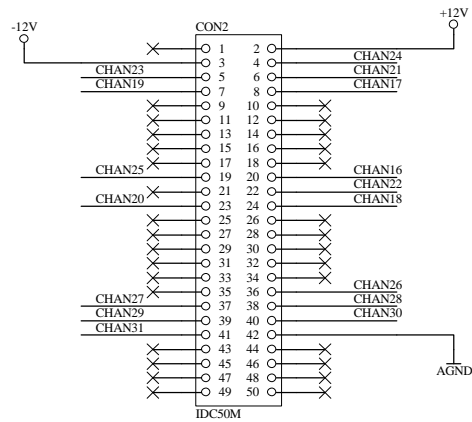 +12V
-12V
CON2
1 2
3 4 CHAN24
CHAN23 5 6 CHAN21
CHAN19 7 8 CHAN17
9 10
11 12
13 14
15 16
17 18
CHAN25 19 20 CHAN16
21 22 CHAN22
CHAN20 23 24 CHAN18
25 26
27 28
29 30
31 32
33 34
35 36 CHAN26
CHAN27 37 38 CHAN28
CHAN29 39 40 CHAN30
CHAN31 41 42
43 44
45 46
47 48
49 50
AGND
IDC50M